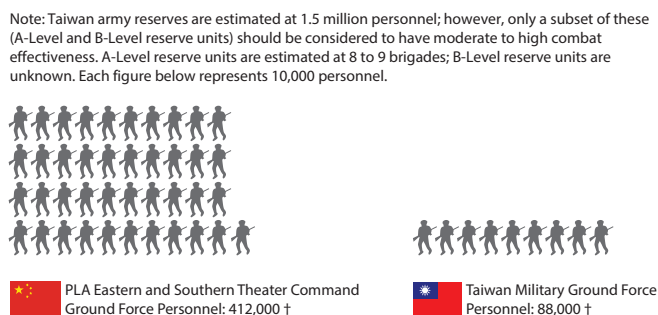 Note: Taiwan army reserves are estimated at 1.5 million personnel; however, only a subset of these
(A-Level and B-Level reserve units) should be considered to have moderate to high combat
effectiveness. A-Level reserve units are estimated at 8 to 9 brigades; B-Level reserve units are
unknown. Each figure below represents 10,000 personnel.
PLA Eastern and Southern Theater Command
Ground Force Personnel: 412,000 †
Taiwan Military Ground Force
Personnel: 88,000 †